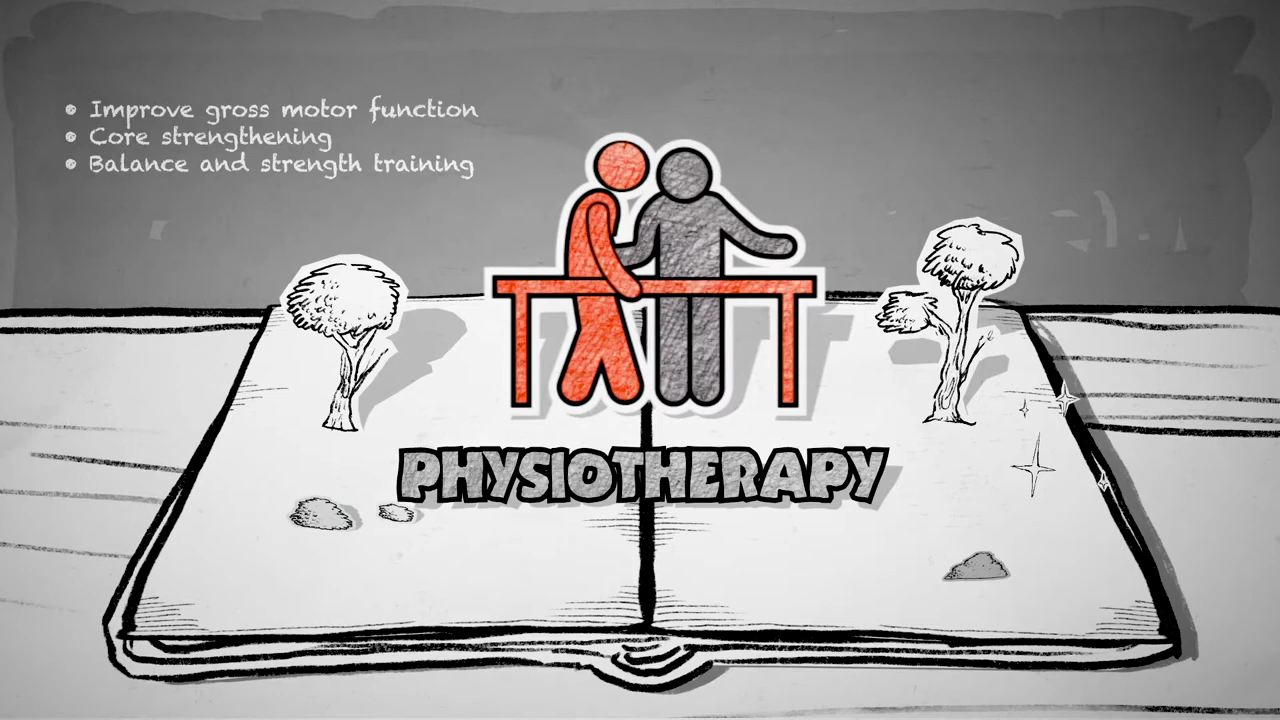 • Improve gross motor function
• Core strengthening
• Balance and strength training
PHYSIOTHERAPY